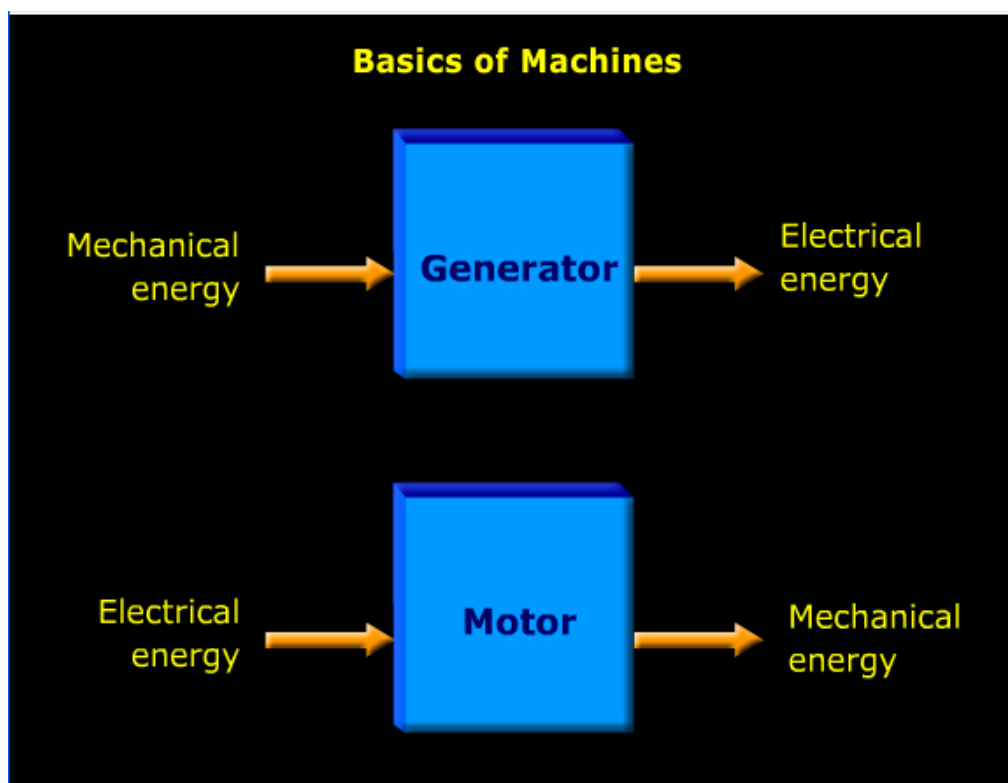 Basics of Machines
Mechanical
energy
Generator
Electrical
energy
Electrical
energy
Motor
Mechanical
energy